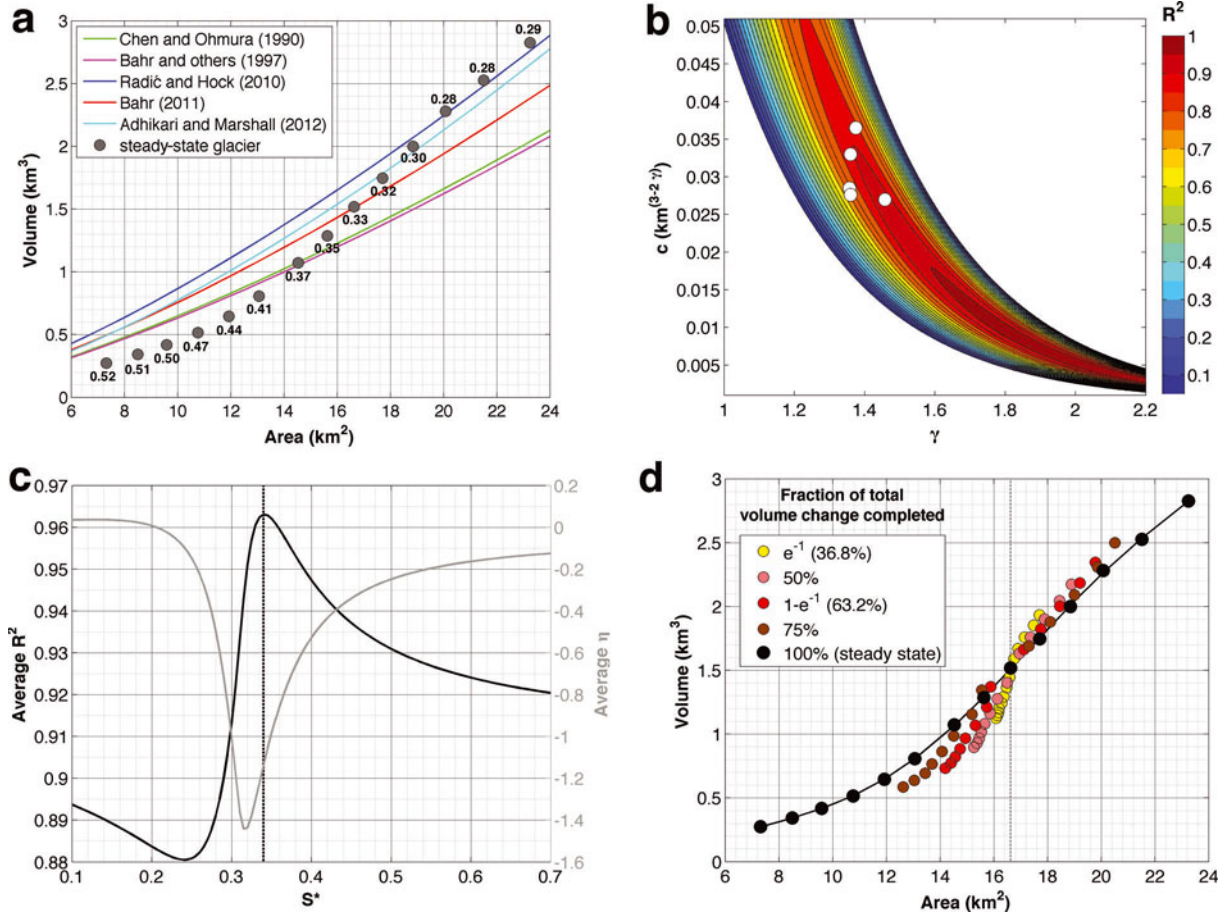 a
Chen and Ohmura (1990)
Bahr and others (1997)
Radić and Hock (2010)
Bahr (2011)
Adhikari and Marshall (2012)
steady-state glacier
3
2.5
2
1.5
1
0.5
0
Volume (km³)
0.29
0.28
0.28
0.30
0.32
0.33
0.35
0.37
0.41
0.44
0.47
0.50
0.51
0.52
6 8 10 12 14 16 18 20 22 24
Area (km²)
b
0.05
0.045
0.04
0.035
0.03
0.025
0.02
0.015
0.01
0.005
c (km^(3-2 γ))
1 1.2 1.4 1.6 1.8 2 2.2
γ
R²
1
0.9
0.8
0.7
0.6
0.5
0.4
0.3
0.2
0.1
c
0.97
0.96
0.95
0.94
0.93
0.92
0.91
0.9
0.89
0.88
Average R²
0.1 0.2 0.3 0.4 0.5 0.6 0.7
S*
0.2
0
-0.2
-0.4
-0.6
-0.8
-1
-1.2
-1.4
-1.6
Average η
d
Fraction of total
volume change completed
e⁻¹ (36.8%)
50%
1-e⁻¹ (63.2%)
75%
100% (steady state)
3
2.5
2
1.5
1
0.5
0
Volume (km³)
6 8 10 12 14 16 18 20 22 24
Area (km²)